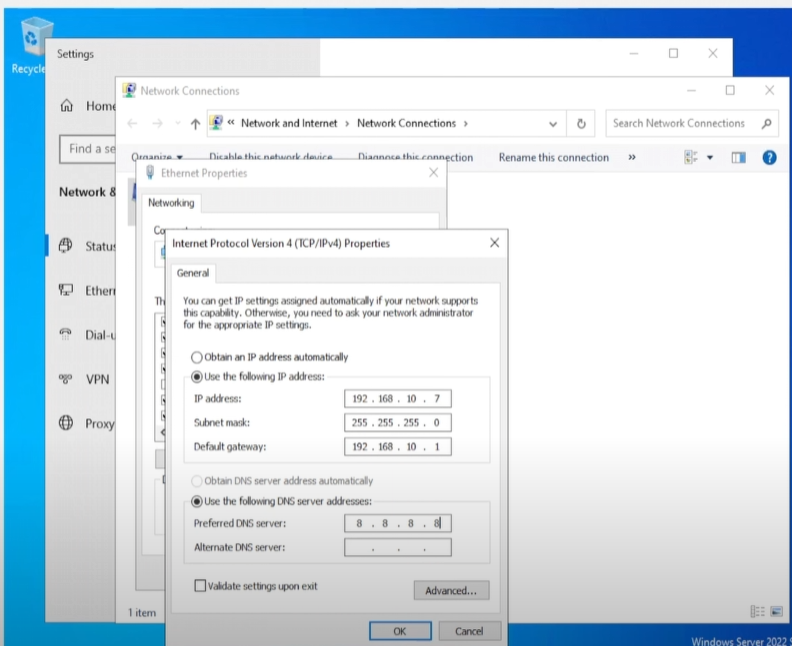 Recycle
Settings
Network Connections
« Network and Internet › Network Connections ›
Search Network Connections
Home
Find a se
Organize Disable this network device Diagnose this connection Rename this connection »
Ethernet Properties
Network &
Networking
Co
Status
Internet Protocol Version 4 (TCP/IPv4) Properties
General
Ethern
Th
You can get IP settings assigned automatically if your network supports
this capability. Otherwise, you need to ask your network administrator
for the appropriate IP settings.
Dial-u
Obtain an IP address automatically
Use the following IP address:
VPN
IP address: 192 . 168 . 10 . 7
Subnet mask: 255 . 255 . 255 . 0
Proxy
Default gateway: 192 . 168 . 10 . 1
Obtain DNS server address automatically
Use the following DNS server addresses:
Preferred DNS server: 8 . 8 . 8 . 8
Alternate DNS server: . . .
Validate settings upon exit
Advanced...
1 item
OK Cancel
Windows Server 2022 S